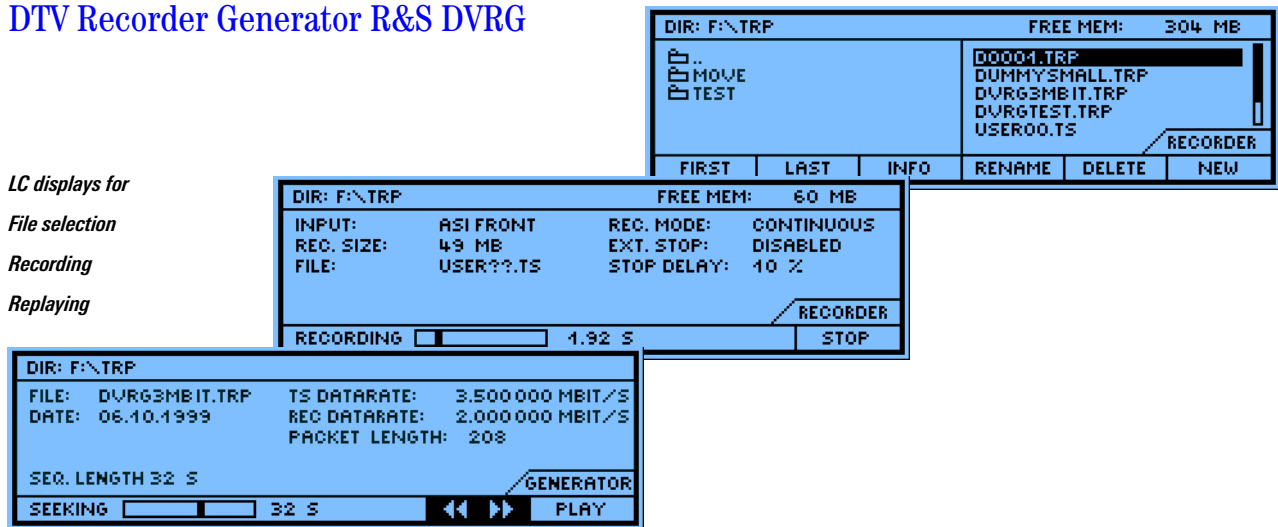 DTV Recorder Generator R&S DVRG
DIR: F:\TRP FREE MEM: 304 MB
..
MOVE
TEST
D0001.TRP
DUMMYSMALL.TRP
DVRG3MBIT.TRP
DVRGTEST.TRP
USER00.TS
RECORDER
FIRST LAST INFO RENAME DELETE NEW
LC displays for
File selection
Recording
Replaying
DIR: F:\TRP FREE MEM: 60 MB
INPUT: ASI FRONT REC. MODE: CONTINUOUS
REC. SIZE: 49 MB EXT. STOP: DISABLED
FILE: USER??.TS STOP DELAY: 10 %
RECORDER
RECORDING 1.92 S STOP
DIR: F:\TRP
FILE: DVRG3MBIT.TRP TS DATARATE: 3.500000 MBIT/S
DATE: 06.10.1999 REC DATARATE: 2.000000 MBIT/S
PACKET LENGTH: 208
SEQ. LENGTH 32 S
GENERATOR
SEEKING 32 S PLAY